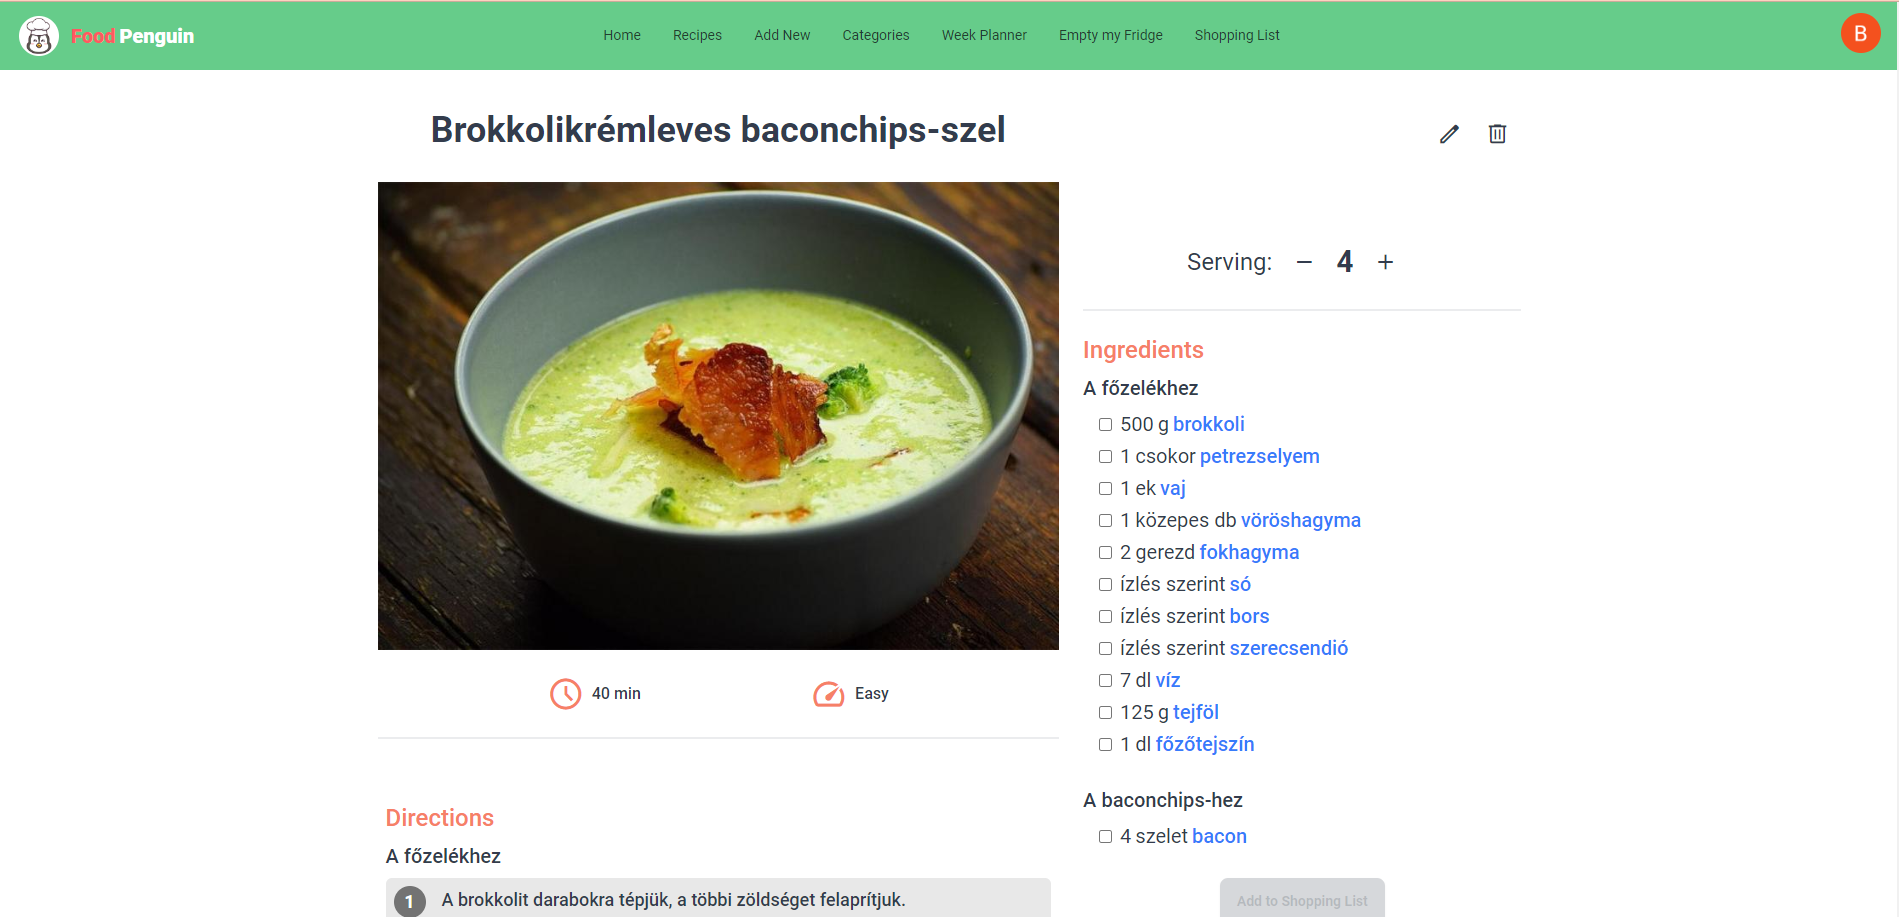 Food Penguin
Home Recipes Add New Categories Week Planner Empty my Fridge Shopping List
B
Brokkolikrémleves baconchips-szel
Serving: − 4 +
40 min
Easy
Directions
A főzelékhez
1 A brokkolit darabokra tépjük, a többi zöldséget felaprítjuk.
Ingredients
A főzelékhez
500 g brokkoli
1 csokor petrezselyem
1 ek vaj
1 közepes db vöröshagyma
2 gerezd fokhagyma
ízlés szerint só
ízlés szerint bors
ízlés szerint szerecsendió
7 dl víz
125 g tejföl
1 dl főzőtejszín
A baconchips-hez
4 szelet bacon
Add to Shopping List